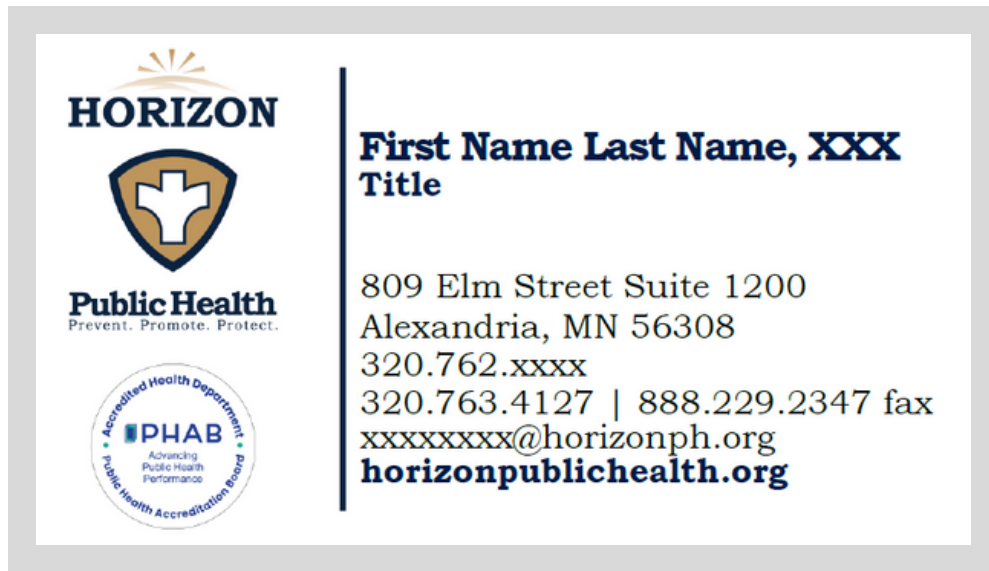 HORIZON
Public Health
Prevent. Promote. Protect.
Accredited Health Department
PHAB
Advancing
Public Health
Performance
Public Health Accreditation Board
First Name Last Name, XXX
Title
809 Elm Street Suite 1200
Alexandria, MN 56308
320.762.xxxx
320.763.4127 | 888.229.2347 fax
xxxxxxxx@horizonph.org
horizonpublichealth.org